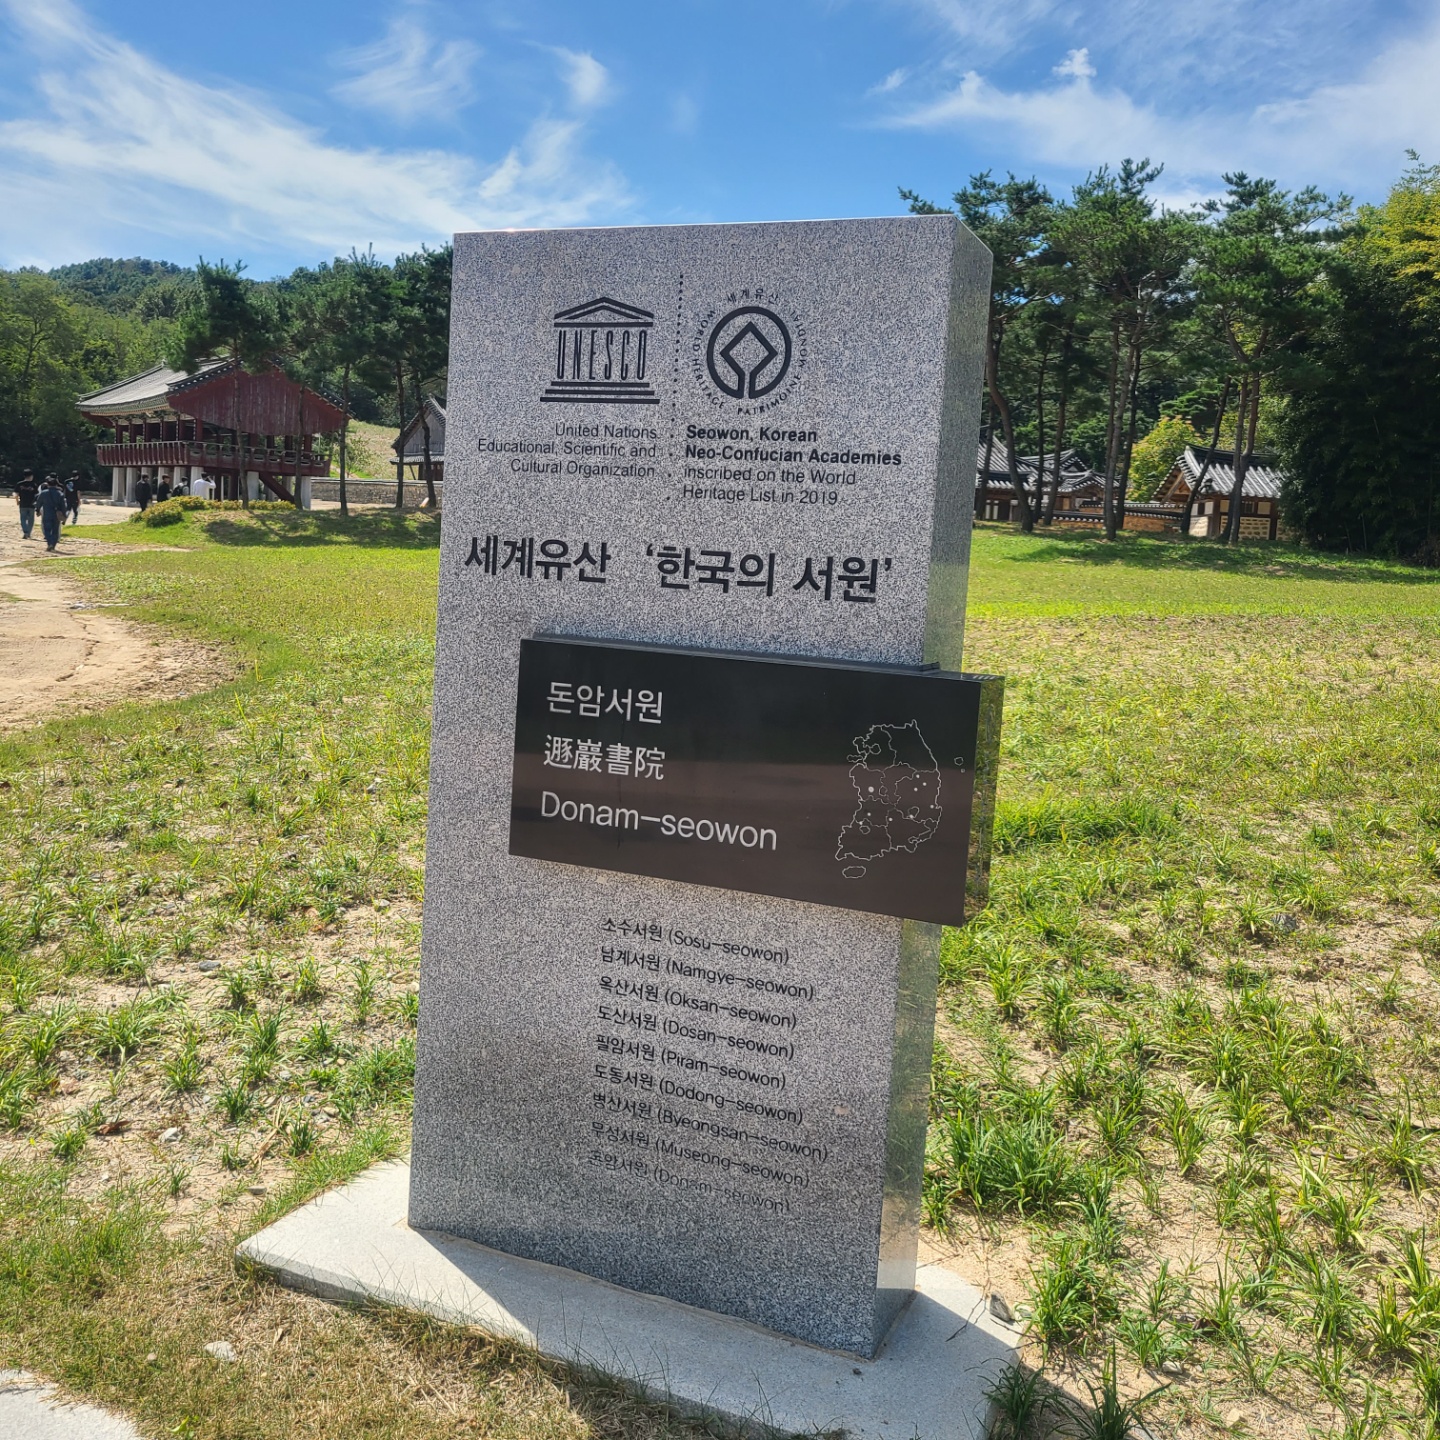 UNESCO
세계유산
WORLD HERITAGE
PATRIMOINE MONDIAL
United Nations
Educational, Scientific and
Cultural Organization
Seowon, Korean
Neo-Confucian Academies
inscribed on the World
Heritage List in 2019
세계유산 ‘한국의 서원’
돈암서원
遯巖書院
Donam-seowon
소수서원 (Sosu-seowon)
남계서원 (Namgye-seowon)
옥산서원 (Oksan-seowon)
도산서원 (Dosan-seowon)
필암서원 (Piram-seowon)
도동서원 (Dodong-seowon)
병산서원 (Byeongsan-seowon)
무성서원 (Museong-seowon)
돈암서원 (Donam-seowon)